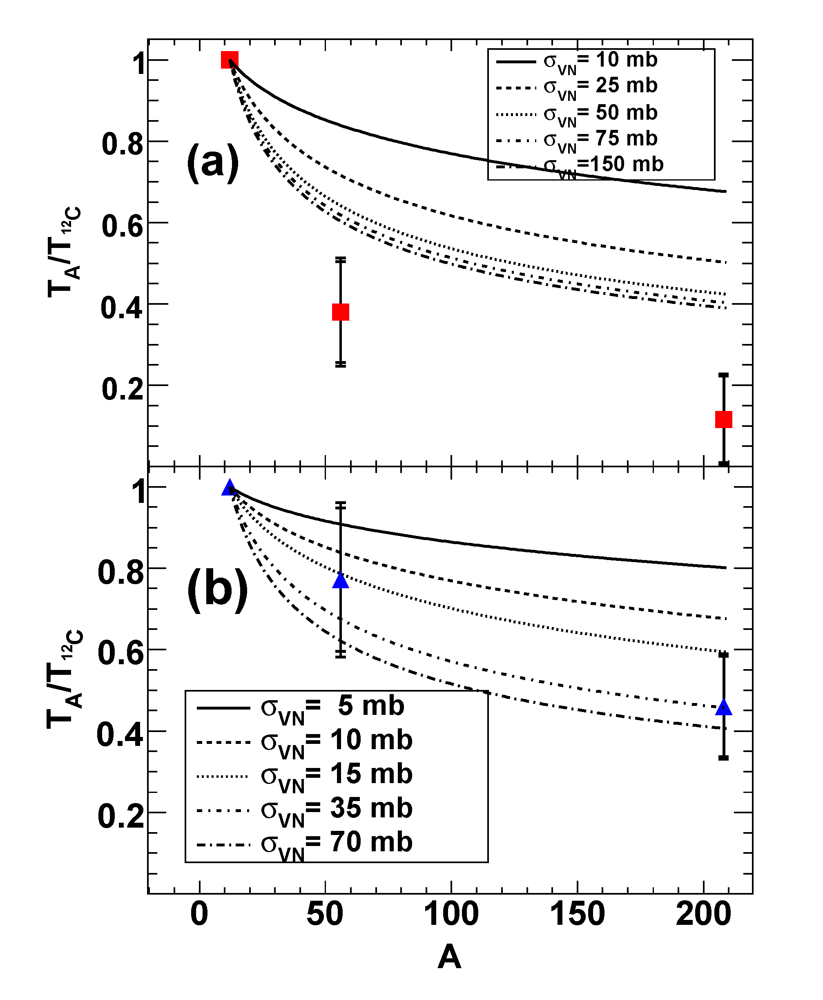 1
0.8
0.6
0.4
0.2
T_A/T_12C
(a)
σ_VN= 10 mb
σ_VN= 25 mb
σ_VN= 50 mb
σ_VN= 75 mb
σ_VN=150 mb
1
0.8
0.6
0.4
0.2
T_A/T_12C
(b)
σ_VN= 5 mb
σ_VN= 10 mb
σ_VN= 15 mb
σ_VN= 35 mb
σ_VN= 70 mb
0 50 100 150 200
A